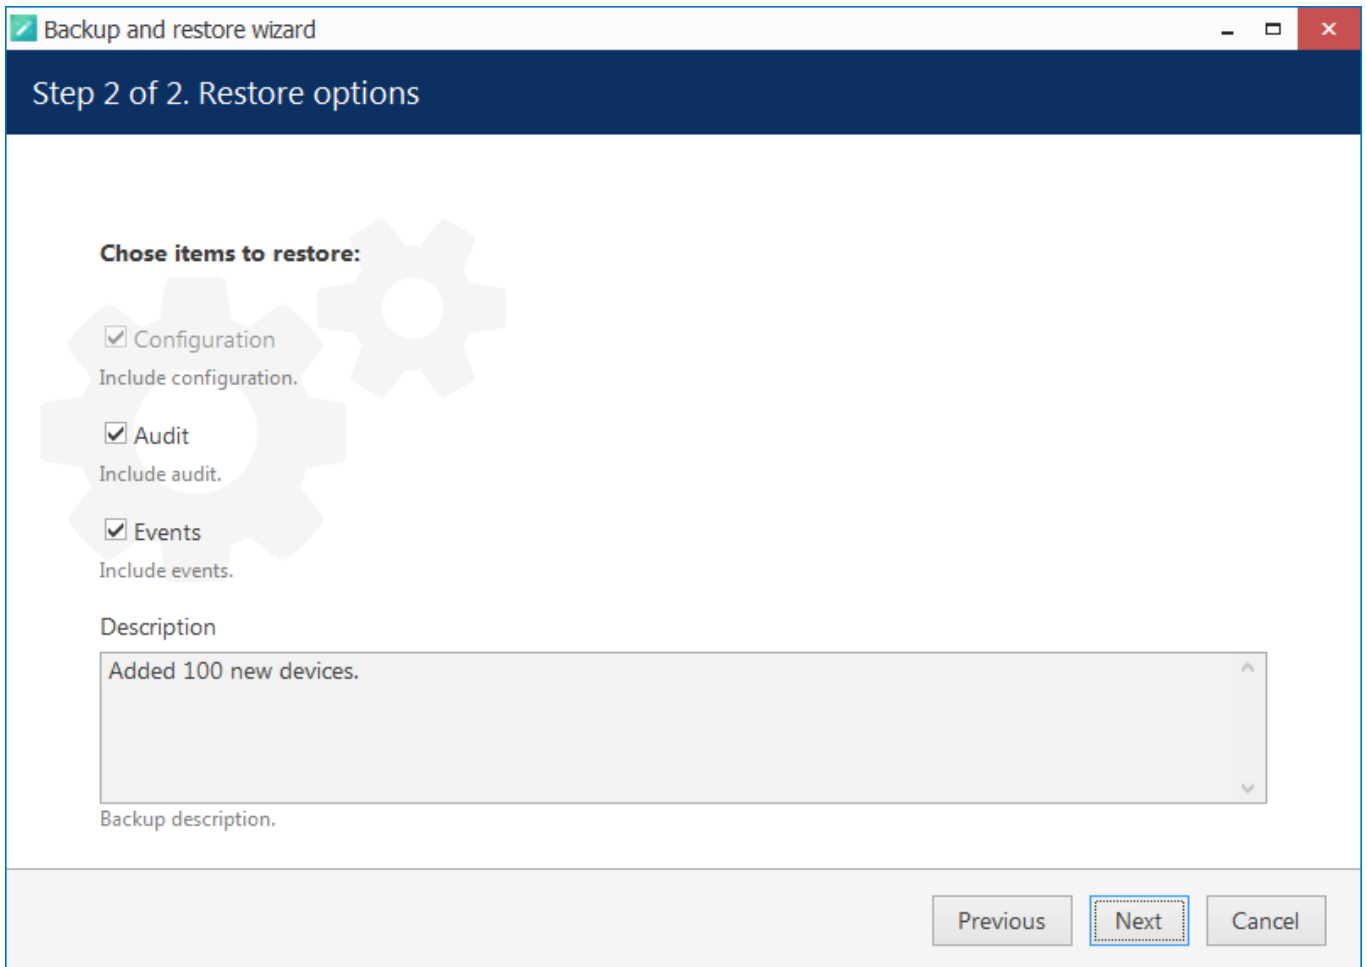 Backup and restore wizard
Step 2 of 2. Restore options
Chose items to restore:
Configuration
Include configuration.
Audit
Include audit.
Events
Include events.
Description
Added 100 new devices.
Backup description.
Previous Next Cancel